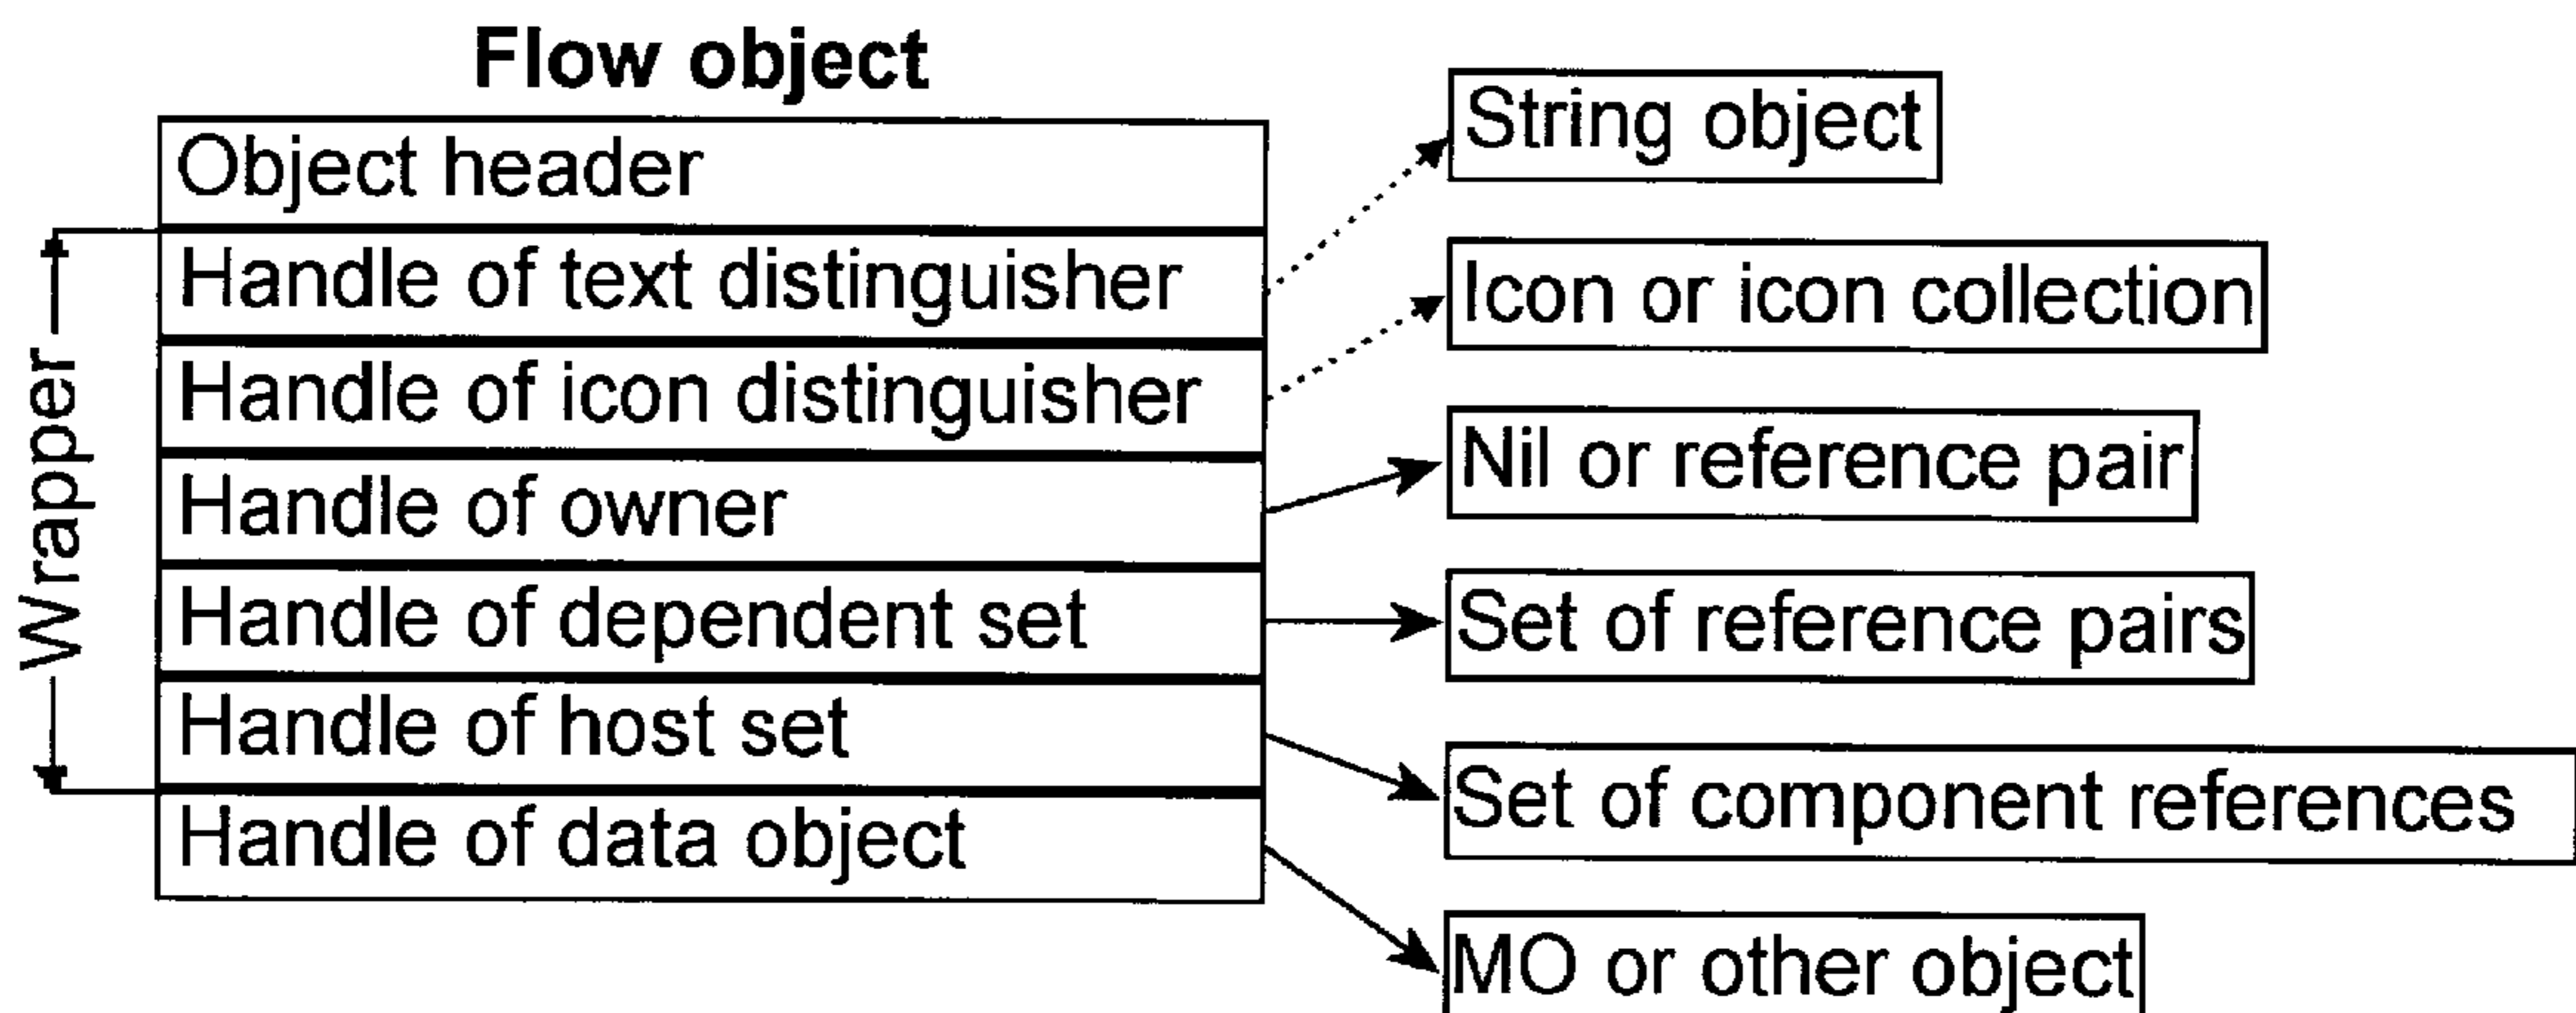 Flow object
Object header
Handle of text distinguisher
Handle of icon distinguisher
Handle of owner
Handle of dependent set
Handle of host set
Handle of data object
Wrapper
String object
Icon or icon collection
Nil or reference pair
Set of reference pairs
Set of component references
MO or other object